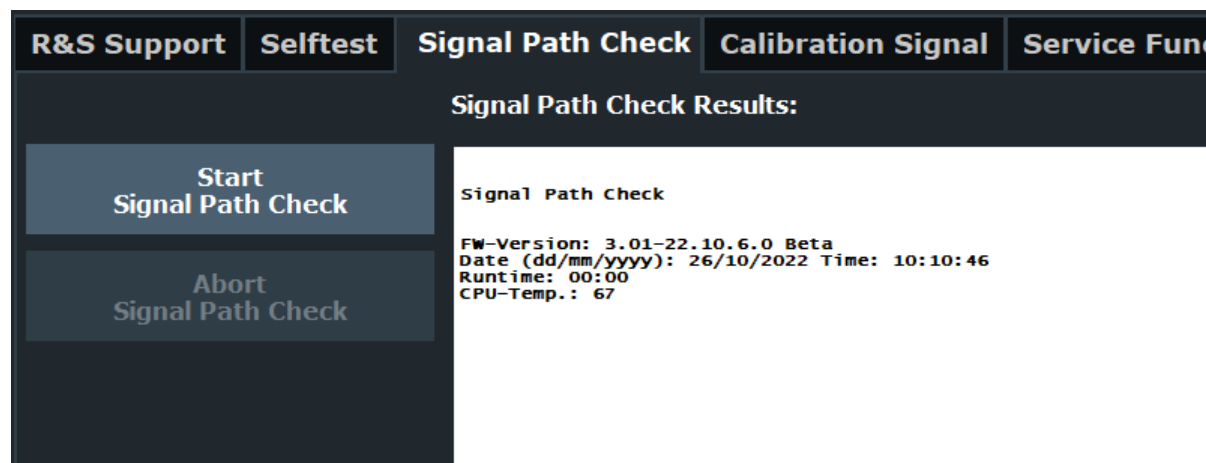 R&S Support Selftest Signal Path Check Calibration Signal Service
Signal Path Check Results:
Start
Signal Path Check
Abort
Signal Path Check
Signal Path Check
FW-Version: 3.01-22.10.6.0 Beta
Date (dd/mm/yyyy): 26/10/2022 Time: 10:10:46
Runtime: 00:00
CPU-Temp.: 67